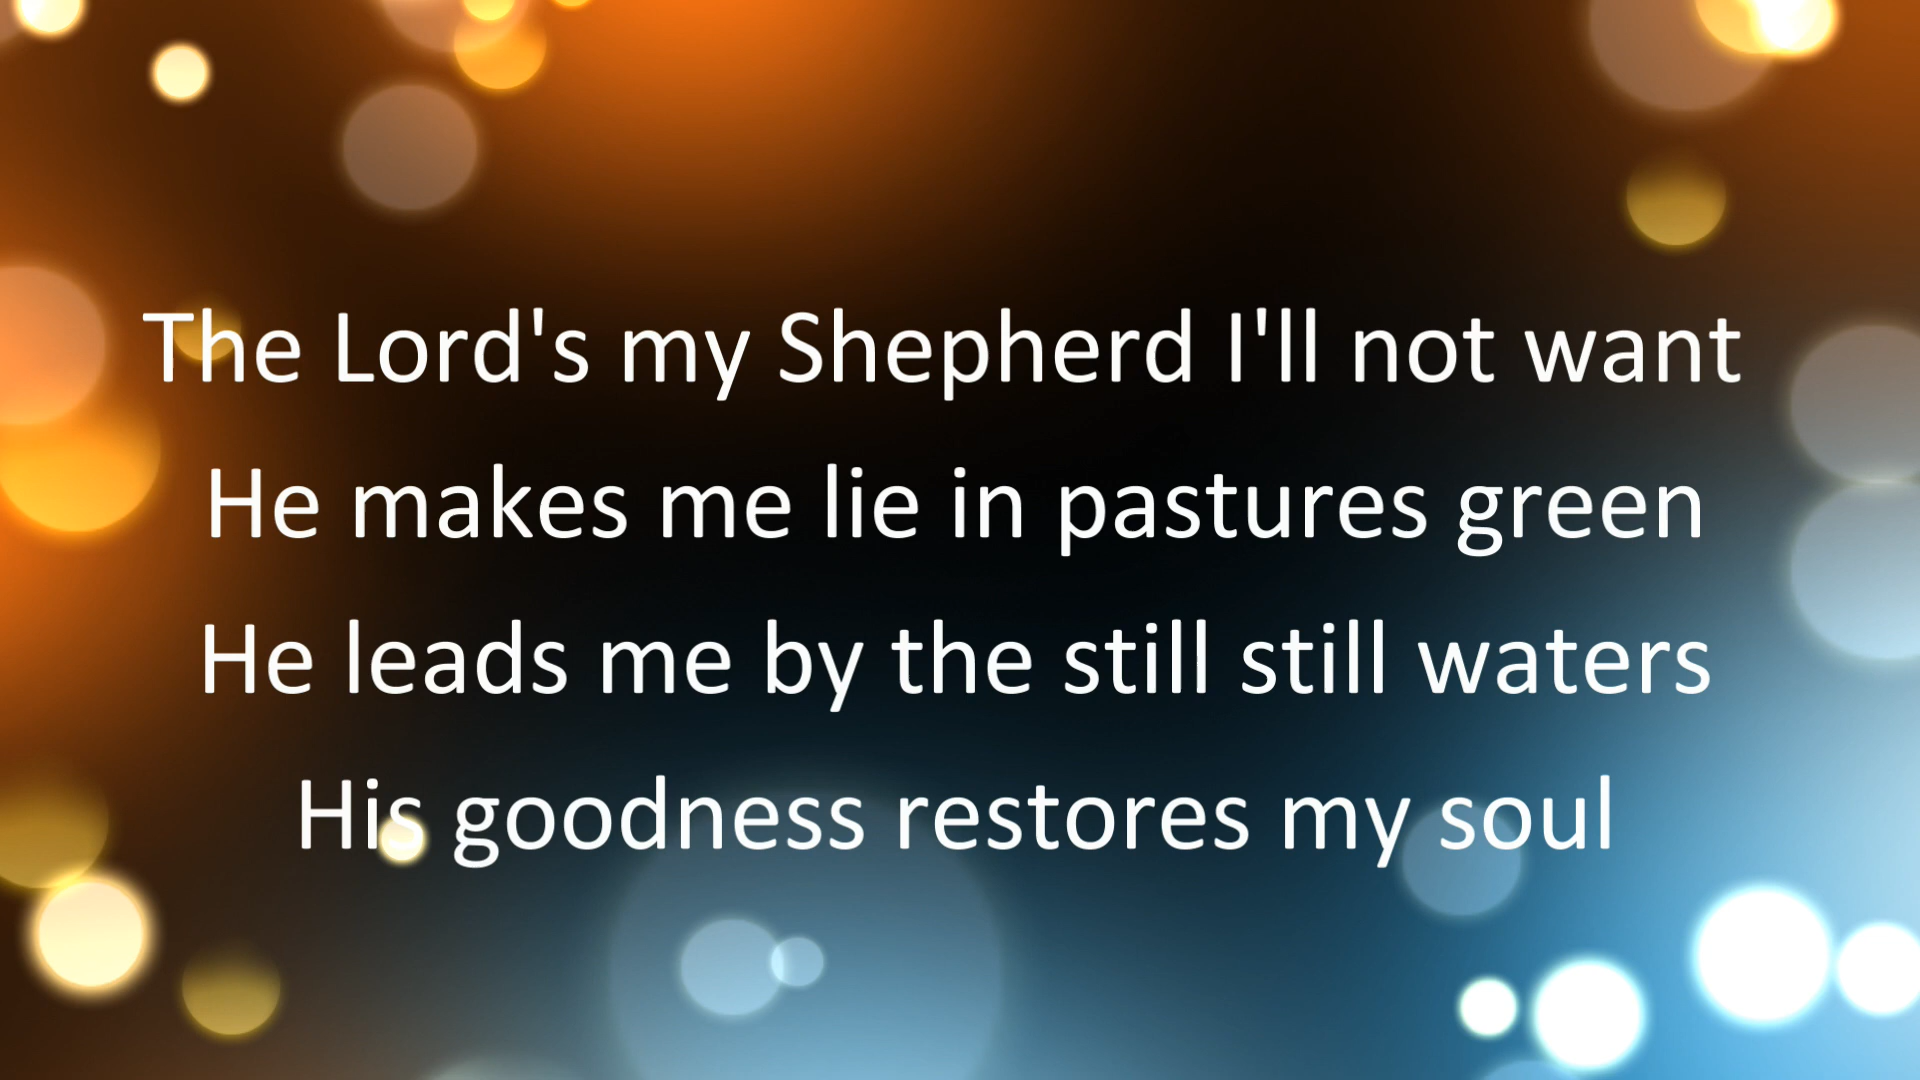 The Lord's my Shepherd I'll not want
He makes me lie in pastures green
He leads me by the still still waters
His goodness restores my soul